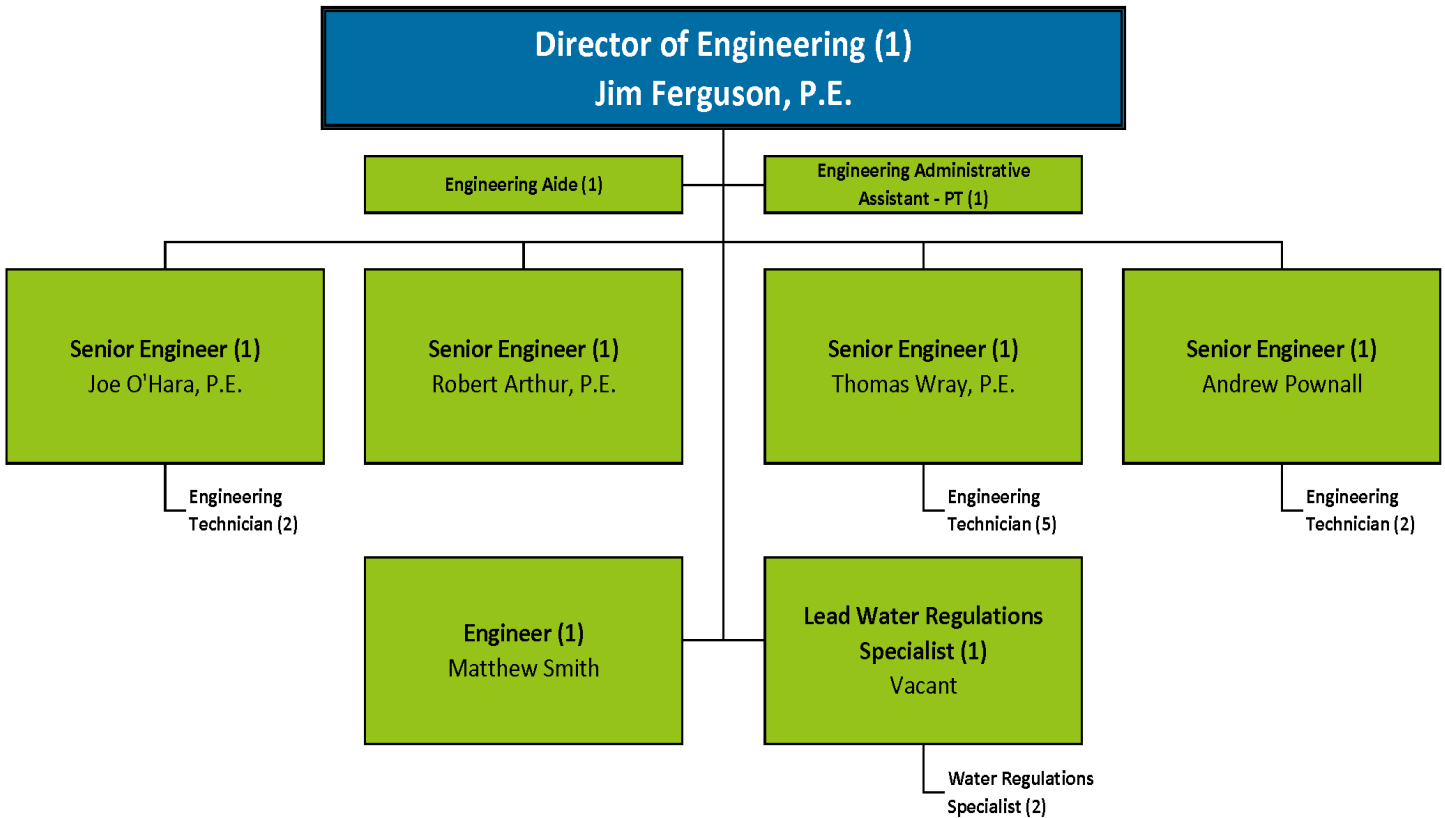 Director of Engineering (1)
Jim Ferguson, P.E.
Engineering Aide (1)
Engineering Administrative
Assistant - PT (1)
Senior Engineer (1)
Joe O'Hara, P.E.
Senior Engineer (1)
Robert Arthur, P.E.
Senior Engineer (1)
Thomas Wray, P.E.
Senior Engineer (1)
Andrew Pownall
Engineering
Technician (2)
Engineering
Technician (5)
Engineering
Technician (2)
Engineer (1)
Matthew Smith
Lead Water Regulations
Specialist (1)
Vacant
Water Regulations
Specialist (2)